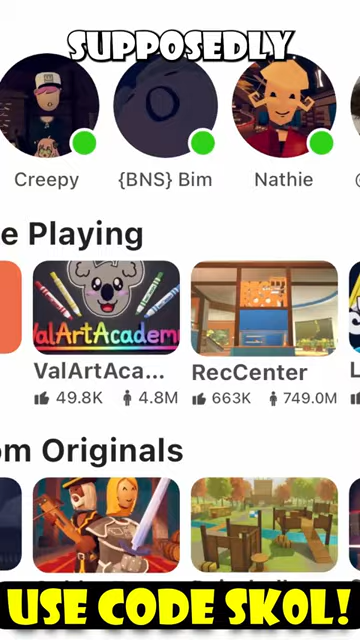 SUPPOSEDLY
Creepy
{BNS} Bim
Nathie
e Playing
ValArtAcademy
ValArtAca...
RecCenter
49.8K
4.8M
663K
749.0M
om Originals
USE CODE SKOL!